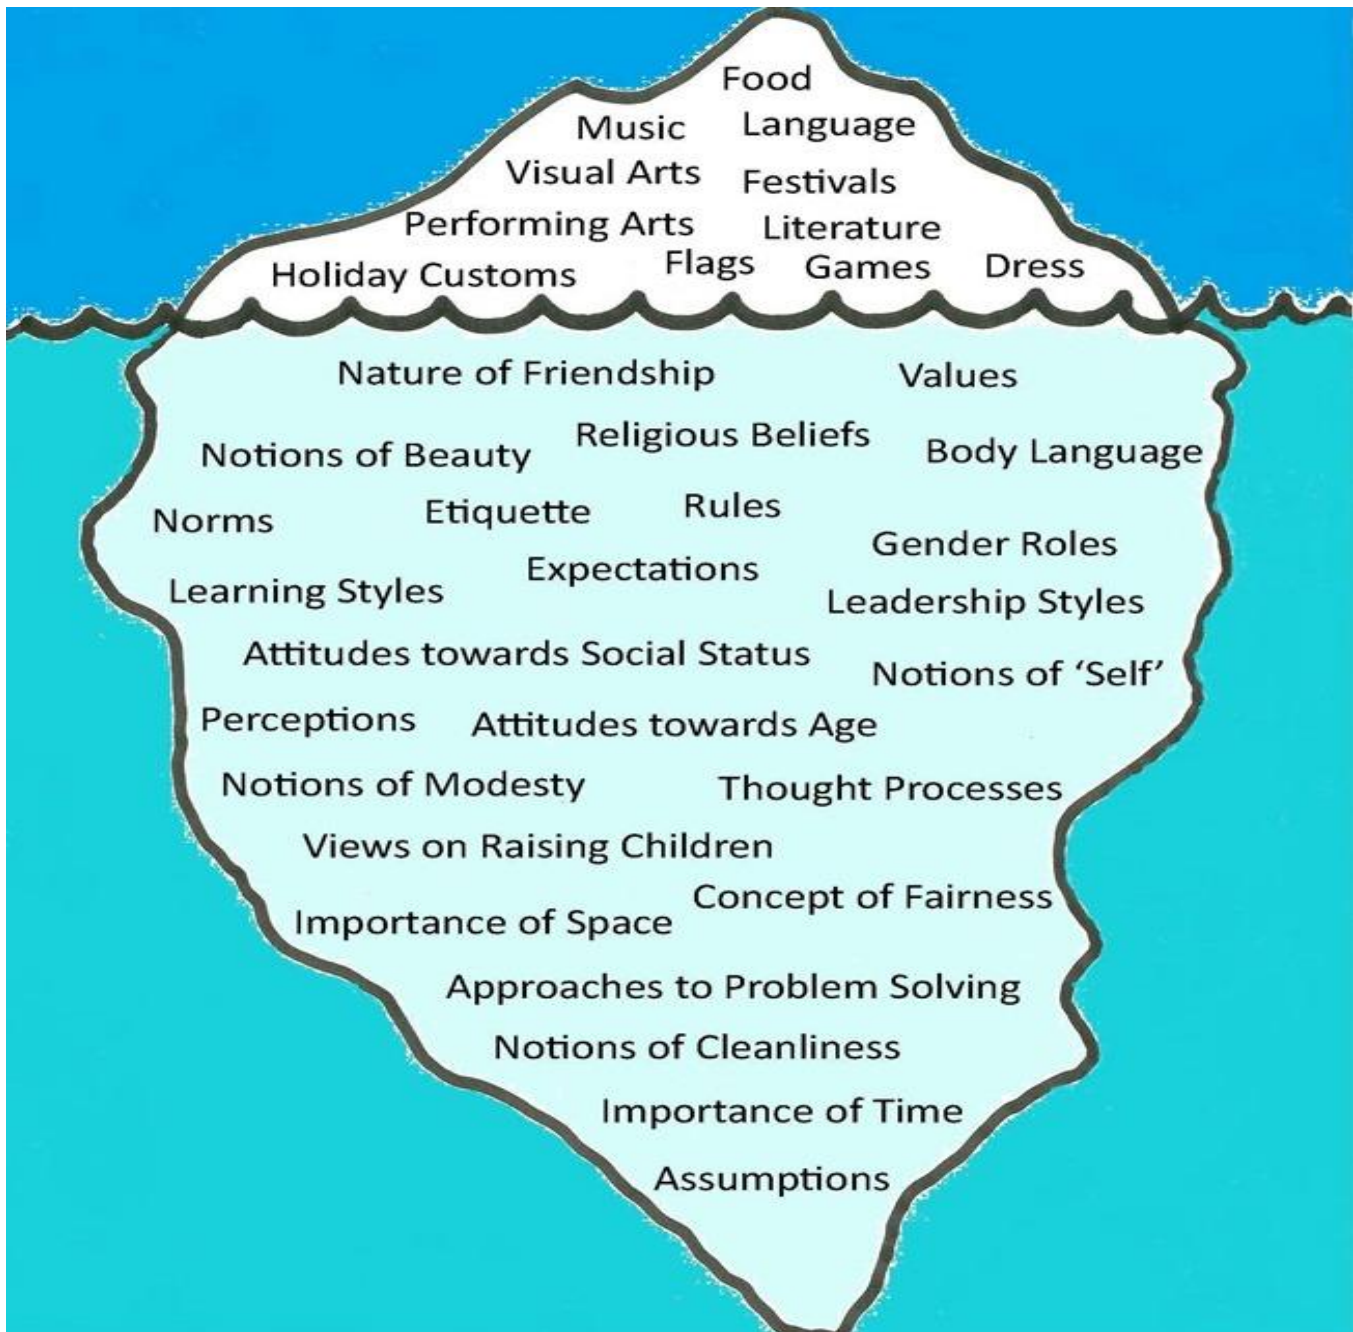 Food
Music
Language
Visual Arts
Festivals
Performing Arts
Literature
Holiday Customs
Flags
Games
Dress
Nature of Friendship
Values
Notions of Beauty
Religious Beliefs
Body Language
Norms
Etiquette
Rules
Gender Roles
Expectations
Learning Styles
Leadership Styles
Attitudes towards Social Status
Notions of ‘Self’
Perceptions
Attitudes towards Age
Notions of Modesty
Thought Processes
Views on Raising Children
Concept of Fairness
Importance of Space
Approaches to Problem Solving
Notions of Cleanliness
Importance of Time
Assumptions